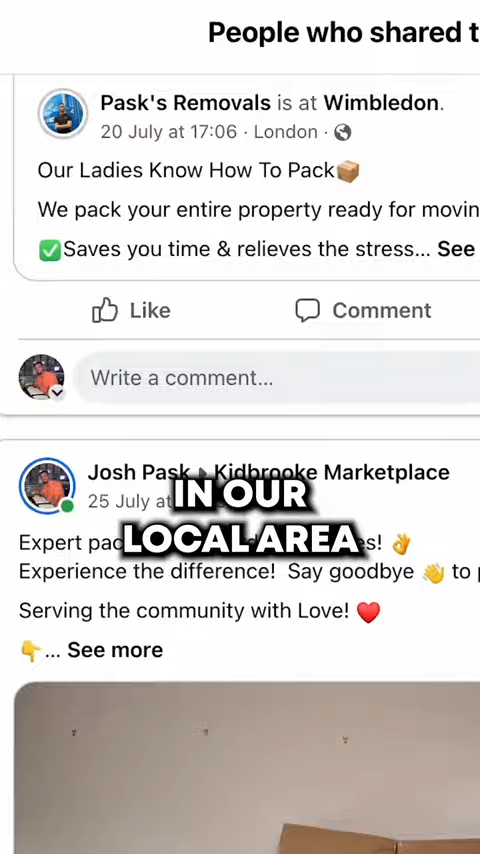 People who shared t
Pask's Removals is at Wimbledon.
20 July at 17:06 · London ·
Our Ladies Know How To Pack📦
We pack your entire property ready for movin
✅Saves you time & relieves the stress... See
Like Comment
Write a comment...
Josh Pask ▸ Kidbrooke Marketplace
25 July at
IN OUR
LOCAL AREA
Expert pac es! 👌
Experience the difference! Say goodbye 👋 to p
Serving the community with Love! ❤️
👇... See more